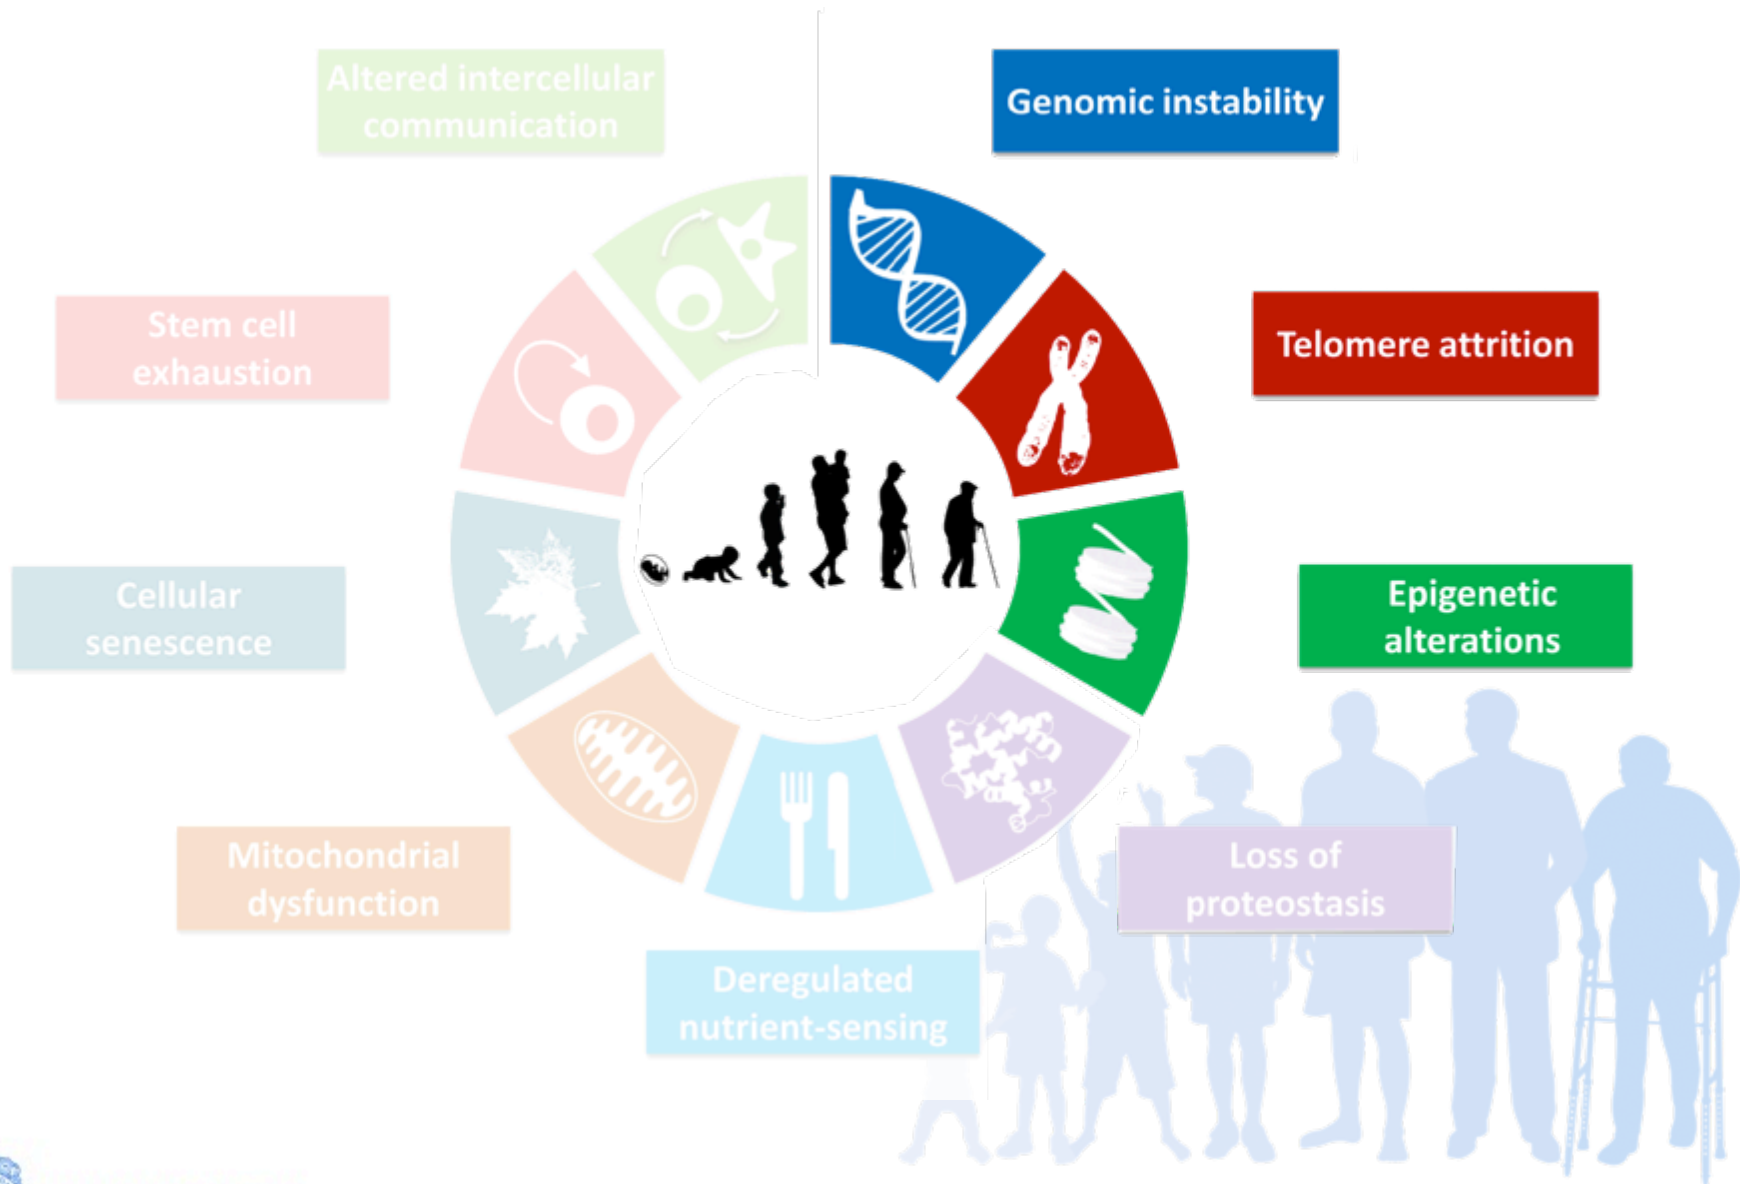 Altered intercellular
communication
Genomic instability
Stem cell
exhaustion
Telomere attrition
Cellular
senescence
Epigenetic
alterations
Mitochondrial
dysfunction
Loss of
proteostasis
Deregulated
nutrient-sensing